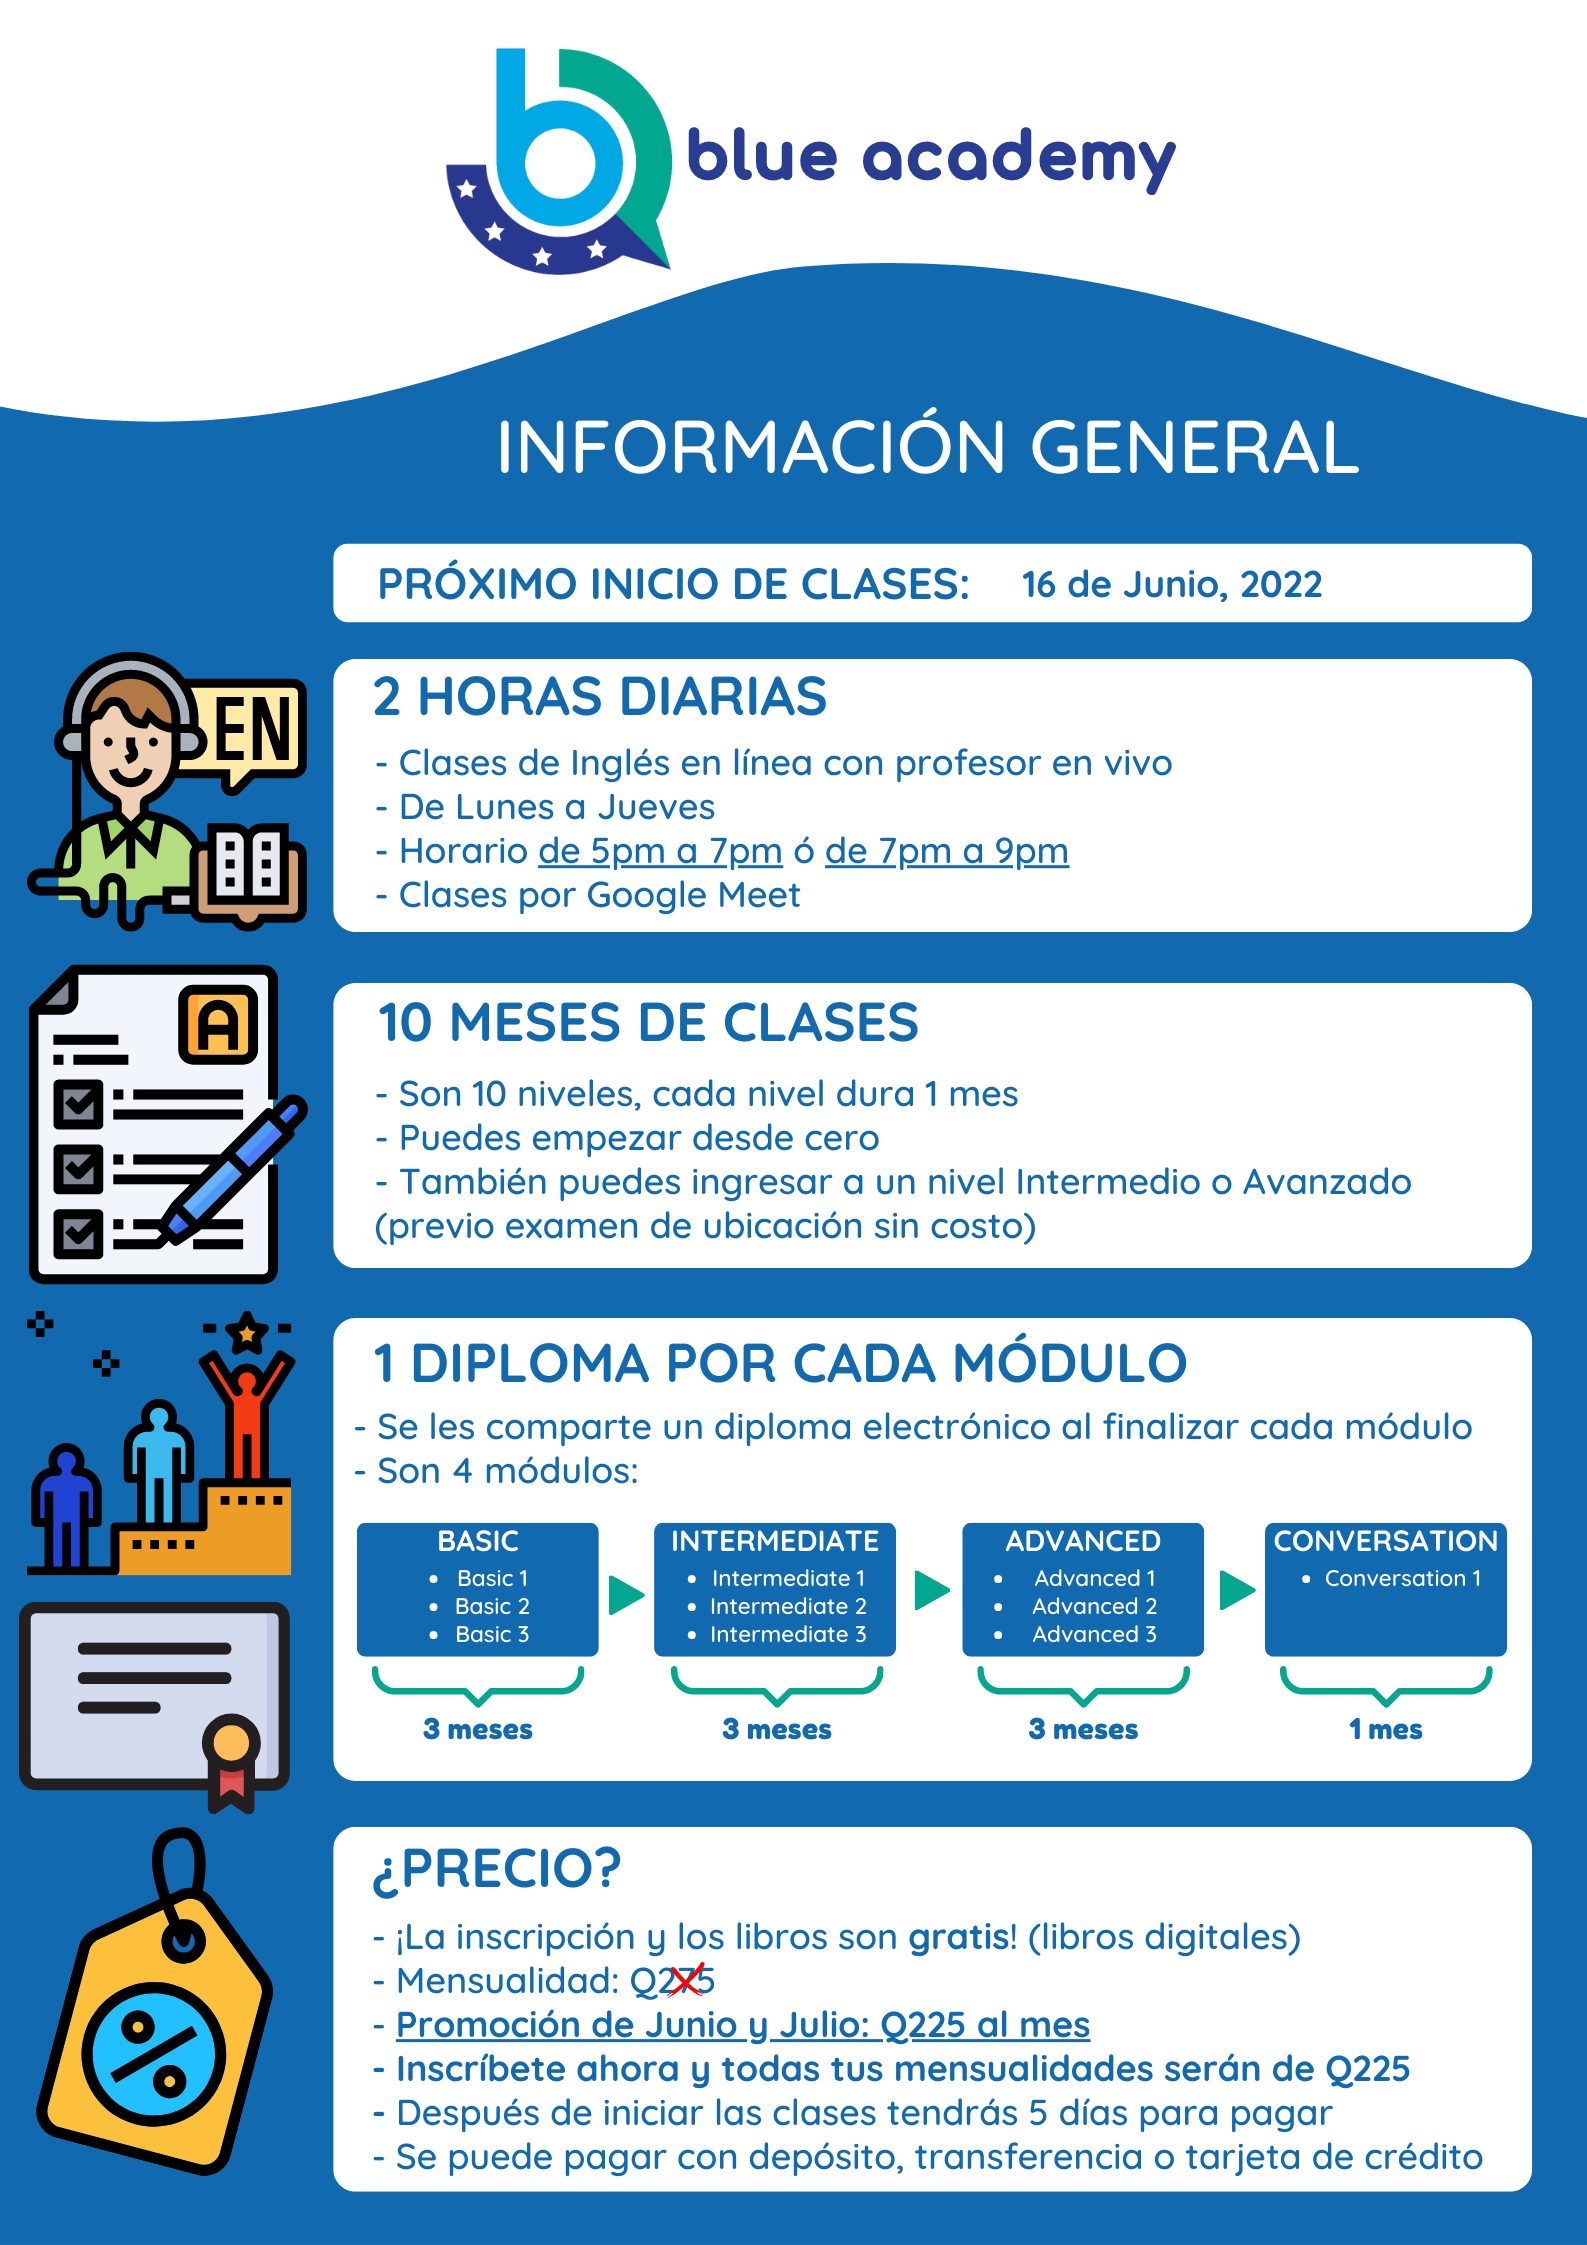 blue academy
INFORMACIÓN GENERAL
PRÓXIMO INICIO DE CLASES: 16 de Junio, 2022
EN
2 HORAS DIARIAS
- Clases de Inglés en línea con profesor en vivo
- De Lunes a Jueves
- Horario de 5pm a 7pm ó de 7pm a 9pm
- Clases por Google Meet
A
10 MESES DE CLASES
- Son 10 niveles, cada nivel dura 1 mes
- Puedes empezar desde cero
- También puedes ingresar a un nivel Intermedio o Avanzado
(previo examen de ubicación sin costo)
1 DIPLOMA POR CADA MÓDULO
- Se les comparte un diploma electrónico al finalizar cada módulo
- Son 4 módulos:
BASIC
• Basic 1
• Basic 2
• Basic 3
3 meses
INTERMEDIATE
• Intermediate 1
• Intermediate 2
• Intermediate 3
3 meses
ADVANCED
• Advanced 1
• Advanced 2
• Advanced 3
3 meses
CONVERSATION
• Conversation 1
1 mes
¿PRECIO?
- ¡La inscripción y los libros son gratis! (libros digitales)
- Mensualidad: Q275
- Promoción de Junio y Julio: Q225 al mes
- Inscríbete ahora y todas tus mensualidades serán de Q225
- Después de iniciar las clases tendrás 5 días para pagar
- Se puede pagar con depósito, transferencia o tarjeta de crédito
%